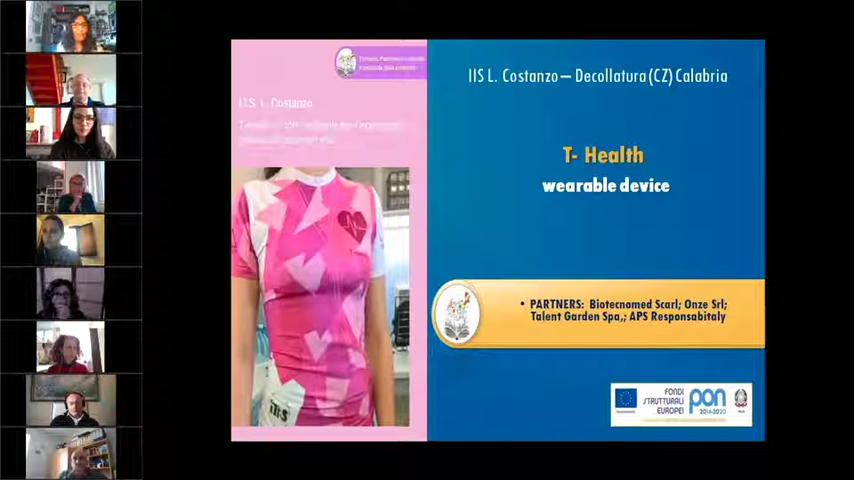 IIS L. Costanzo – Decollatura (CZ) Calabria
I.I.S. L. Costanzo
T- Health
wearable device
• PARTNERS: Biotecnomed Scarl; Onze Srl;
Talent Garden Spa,; APS Responsabitaly
IIS
FONDI
STRUTTURALI
EUROPEI
pon
2014-2020